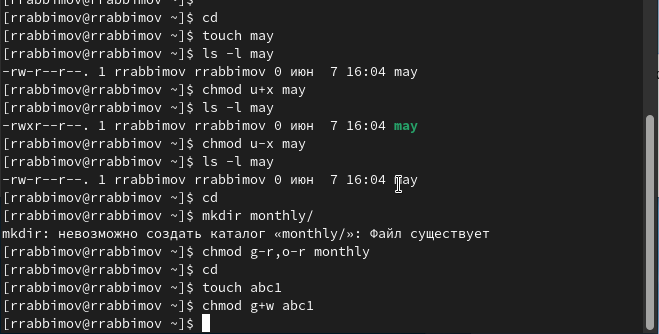 [rrabbimov@rrabbimov ~]$ cd
[rrabbimov@rrabbimov ~]$ touch may
[rrabbimov@rrabbimov ~]$ ls -l may
-rw-r--r--. 1 rrabbimov rrabbimov 0 июн  7 16:04 may
[rrabbimov@rrabbimov ~]$ chmod u+x may
[rrabbimov@rrabbimov ~]$ ls -l may
-rwxr--r--. 1 rrabbimov rrabbimov 0 июн  7 16:04 may
[rrabbimov@rrabbimov ~]$ chmod u-x may
[rrabbimov@rrabbimov ~]$ ls -l may
-rw-r--r--. 1 rrabbimov rrabbimov 0 июн  7 16:04 may
[rrabbimov@rrabbimov ~]$ cd
[rrabbimov@rrabbimov ~]$ mkdir monthly/
mkdir: невозможно создать каталог «monthly/»: Файл существует
[rrabbimov@rrabbimov ~]$ chmod g-r,o-r monthly
[rrabbimov@rrabbimov ~]$ cd
[rrabbimov@rrabbimov ~]$ touch abc1
[rrabbimov@rrabbimov ~]$ chmod g+w abc1
[rrabbimov@rrabbimov ~]$